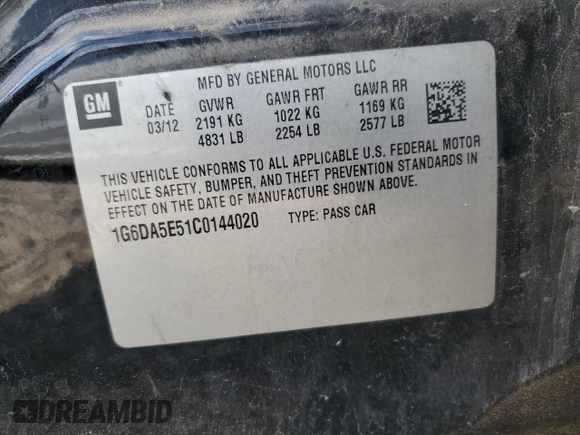 MFD BY GENERAL MOTORS LLC
GM
DATE GVWR GAWR FRT GAWR RR
03/12 2191 KG 1022 KG 1169 KG
4831 LB 2254 LB 2577 LB
THIS VEHICLE CONFORMS TO ALL APPLICABLE U.S. FEDERAL MOTOR
VEHICLE SAFETY, BUMPER, AND THEFT PREVENTION STANDARDS IN
EFFECT ON THE DATE OF MANUFACTURE SHOWN ABOVE.
1G6DA5E51C0144020 TYPE: PASS CAR
DREAMBID